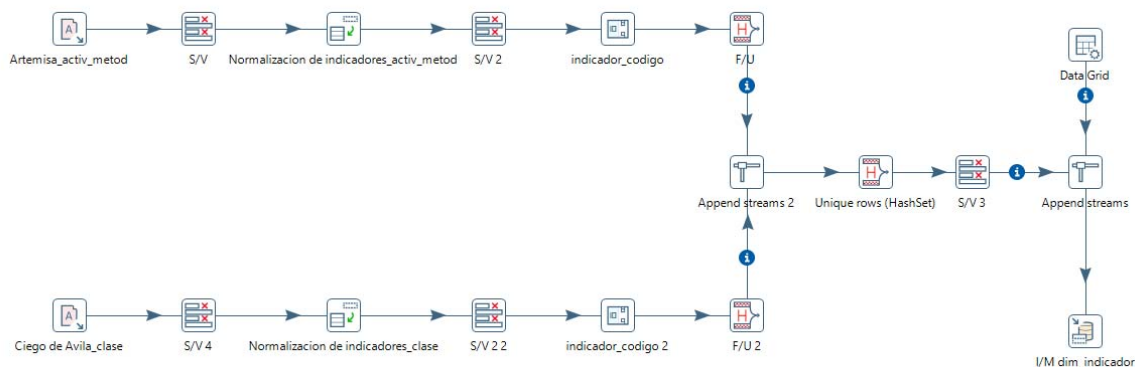 Artemisa_activ_metod
S/V
Normalizacion de indicadores_activ_metod
S/V 2
indicador_codigo
F/U
Data Grid
Append streams 2
Unique rows (HashSet)
S/V 3
Append streams
Ciego de Avila_clase
S/V 4
Normalizacion de indicadores_clase
S/V 2 2
indicador_codigo 2
F/U 2
I/M dim_indicador